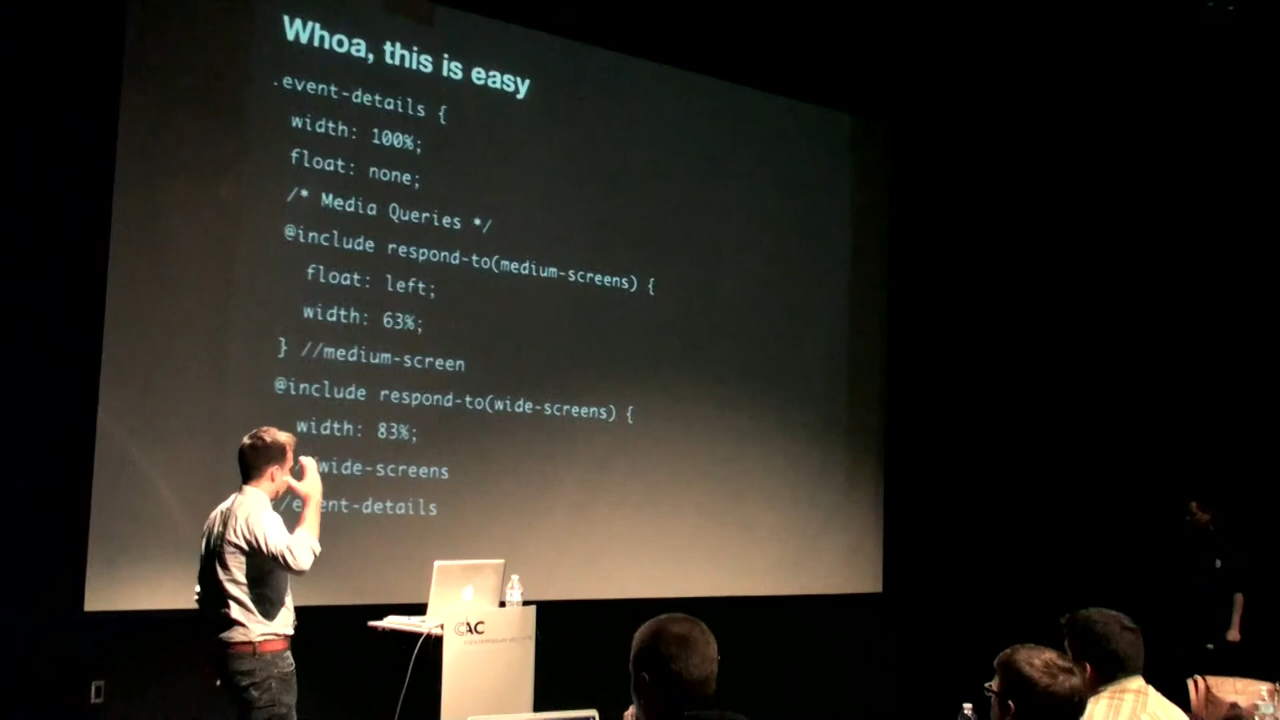 Whoa, this is easy
.event-details {
width: 100%;
float: none;
/* Media Queries */
@include respond-to(medium-screens) {
float: left;
width: 63%;
} //medium-screen
@include respond-to(wide-screens) {
width: 83%;
wide-screens
/event-details
CAC